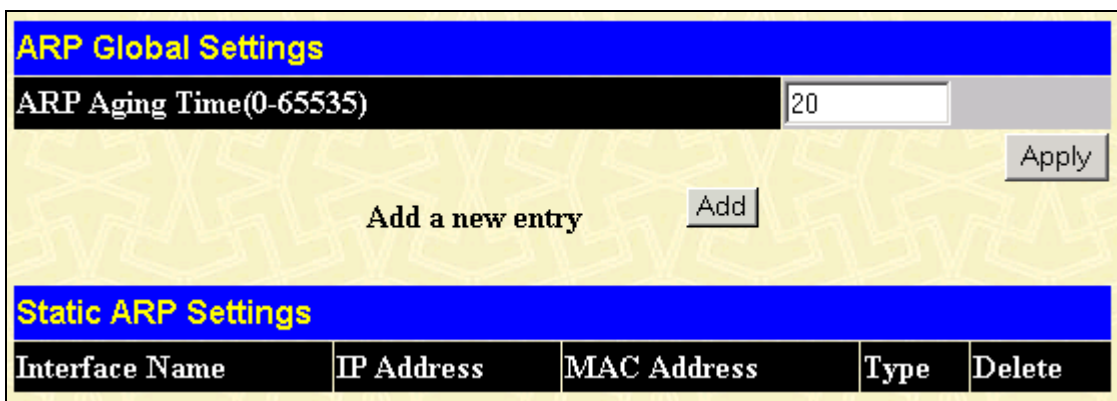 ARP Global Settings
ARP Aging Time(0-65535) 20
Apply
Add a new entry Add
Static ARP Settings
Interface Name IP Address MAC Address Type Delete